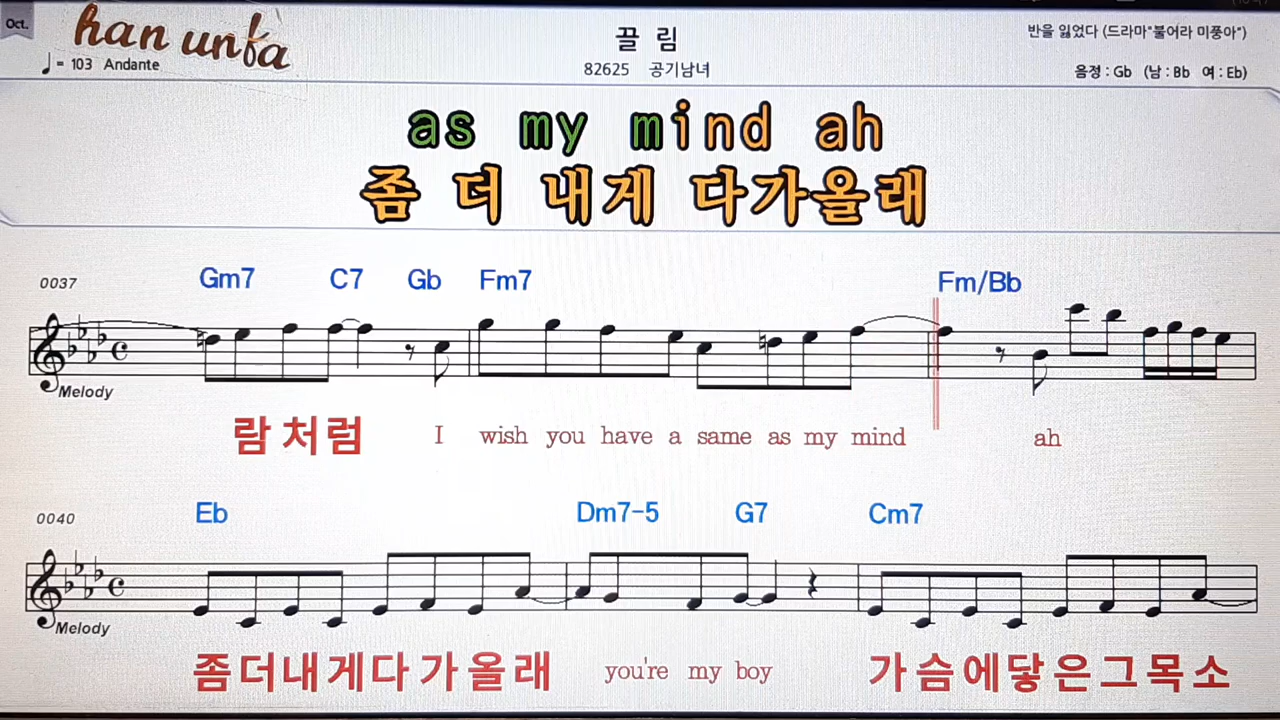 Oct.
han unfa
= 103 Andante
끌 림
82625 공기남녀
반을 잃었다 (드라마"불어라 미풍아")
음정 : Gb (남 : Bb 여 : Eb)
as my mind ah
좀 더 내게 다가올래
0037
Gm7 C7 Gb Fm7 Fm/Bb
Melody
람 처럼 I wish you have a same as my mind ah
0040
Eb Dm7-5 G7 Cm7
Melody
좀더내게다가올래 you're my boy 가슴에닿은그목소